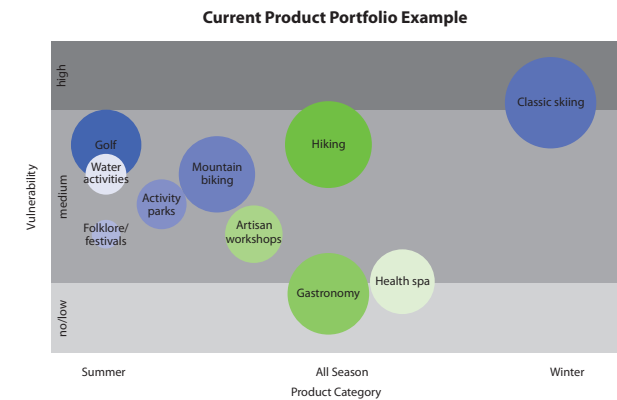 Current Product Portfolio Example
high
Classic skiing
Golf
Hiking
Water
activities
Mountain
biking
Vulnerability
medium
Activity
parks
Folklore/
festivals
Artisan
workshops
Gastronomy
Health spa
no/low
Summer
All Season
Winter
Product Category